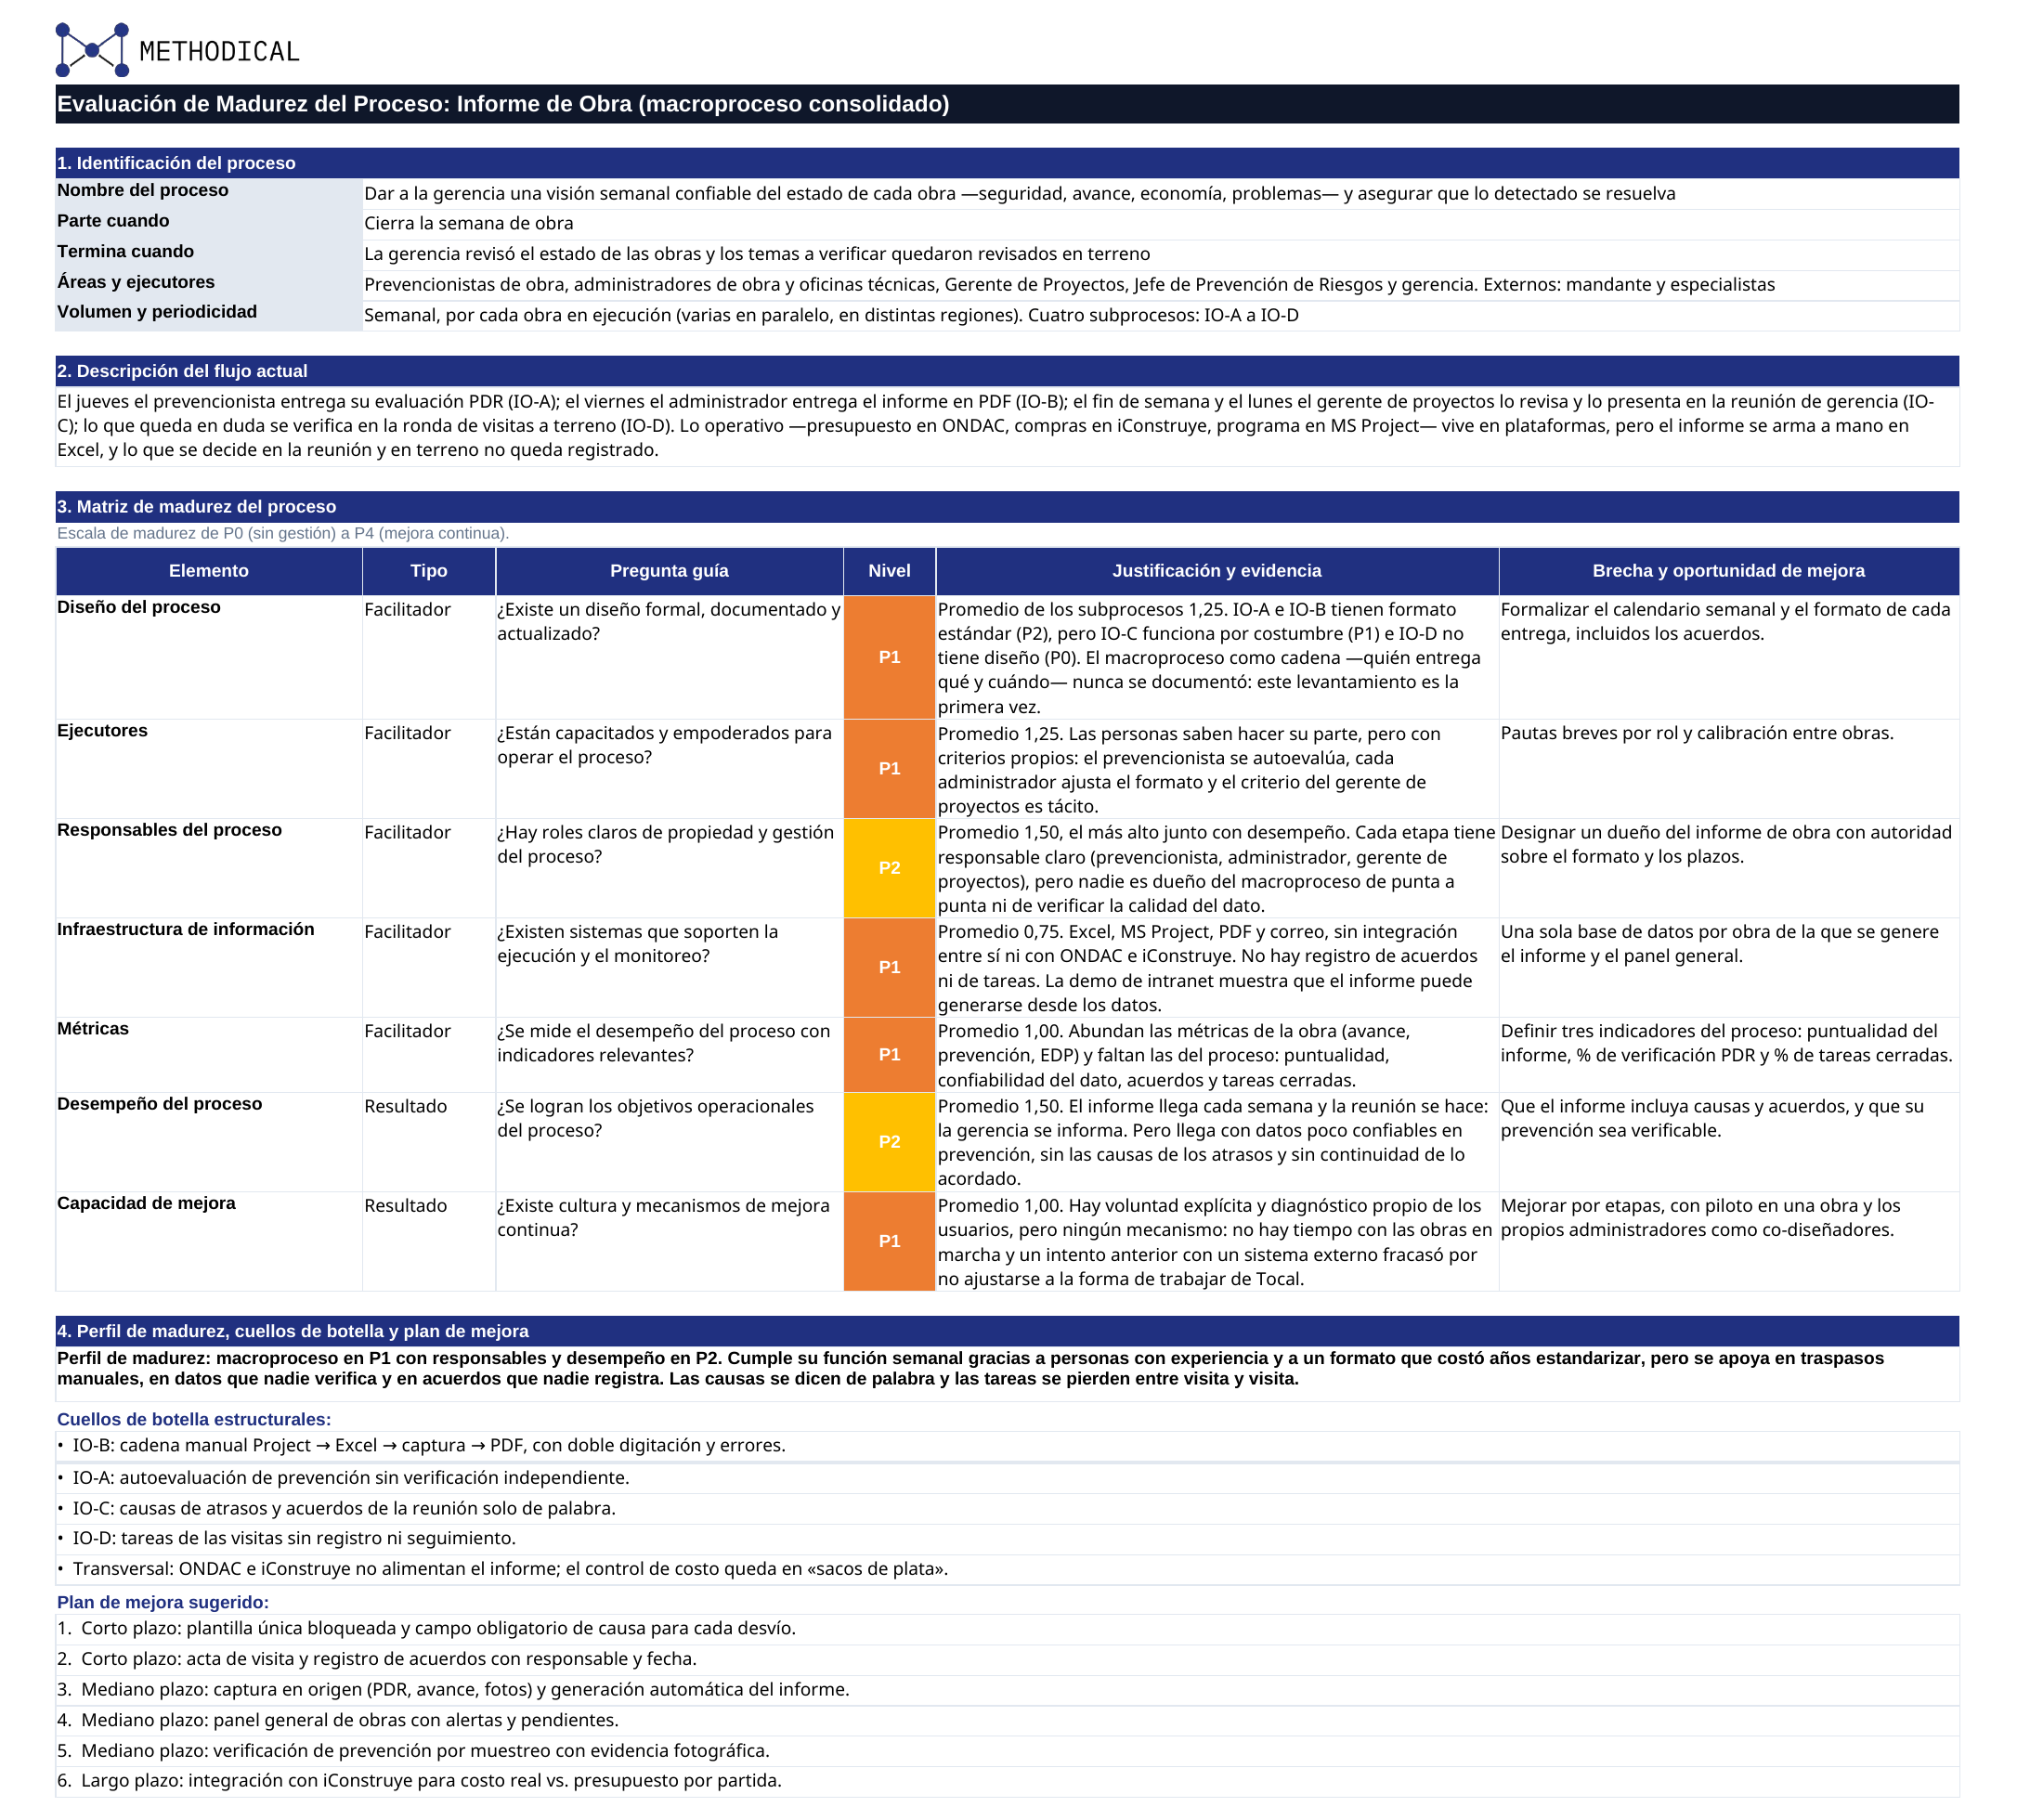 METHODICAL
Evaluación de Madurez del Proceso: Informe de Obra (macroproceso consolidado)
1. Identificación del proceso
Nombre del proceso
Dar a la gerencia una visión semanal confiable del estado de cada obra —seguridad, avance, economía, problemas— y asegurar que lo detectado se resuelva
Parte cuando
Cierra la semana de obra
Termina cuando
La gerencia revisó el estado de las obras y los temas a verificar quedaron revisados en terreno
Áreas y ejecutores
Prevencionistas de obra, administradores de obra y oficinas técnicas, Gerente de Proyectos, Jefe de Prevención de Riesgos y gerencia. Externos: mandante y especialistas
Volumen y periodicidad
Semanal, por cada obra en ejecución (varias en paralelo, en distintas regiones). Cuatro subprocesos: IO-A a IO-D
2. Descripción del flujo actual
El jueves el prevencionista entrega su evaluación PDR (IO-A); el viernes el administrador entrega el informe en PDF (IO-B); el fin de semana y el lunes el gerente de proyectos lo revisa y lo presenta en la reunión de gerencia (IO-
C); lo que queda en duda se verifica en la ronda de visitas a terreno (IO-D). Lo operativo —presupuesto en ONDAC, compras en iConstruye, programa en MS Project— vive en plataformas, pero el informe se arma a mano en
Excel, y lo que se decide en la reunión y en terreno no queda registrado.
3. Matriz de madurez del proceso
Escala de madurez de P0 (sin gestión) a P4 (mejora continua).
Elemento
Tipo
Pregunta guía
Nivel
Justificación y evidencia
Brecha y oportunidad de mejora
Diseño del proceso
Facilitador
¿Existe un diseño formal, documentado y
actualizado?
P1
Promedio de los subprocesos 1,25. IO-A e IO-B tienen formato
estándar (P2), pero IO-C funciona por costumbre (P1) e IO-D no
tiene diseño (P0). El macroproceso como cadena —quién entrega
qué y cuándo— nunca se documentó: este levantamiento es la
primera vez.
Formalizar el calendario semanal y el formato de cada
entrega, incluidos los acuerdos.
Ejecutores
Facilitador
¿Están capacitados y empoderados para
operar el proceso?
P1
Promedio 1,25. Las personas saben hacer su parte, pero con
criterios propios: el prevencionista se autoevalúa, cada
administrador ajusta el formato y el criterio del gerente de
proyectos es tácito.
Pautas breves por rol y calibración entre obras.
Responsables del proceso
Facilitador
¿Hay roles claros de propiedad y gestión
del proceso?
P2
Promedio 1,50, el más alto junto con desempeño. Cada etapa tiene
responsable claro (prevencionista, administrador, gerente de
proyectos), pero nadie es dueño del macroproceso de punta a
punta ni de verificar la calidad del dato.
Designar un dueño del informe de obra con autoridad
sobre el formato y los plazos.
Infraestructura de información
Facilitador
¿Existen sistemas que soporten la
ejecución y el monitoreo?
P1
Promedio 0,75. Excel, MS Project, PDF y correo, sin integración
entre sí ni con ONDAC e iConstruye. No hay registro de acuerdos
ni de tareas. La demo de intranet muestra que el informe puede
generarse desde los datos.
Una sola base de datos por obra de la que se genere
el informe y el panel general.
Métricas
Facilitador
¿Se mide el desempeño del proceso con
indicadores relevantes?
P1
Promedio 1,00. Abundan las métricas de la obra (avance,
prevención, EDP) y faltan las del proceso: puntualidad,
confiabilidad del dato, acuerdos y tareas cerradas.
Definir tres indicadores del proceso: puntualidad del
informe, % de verificación PDR y % de tareas cerradas.
Desempeño del proceso
Resultado
¿Se logran los objetivos operacionales
del proceso?
P2
Promedio 1,50. El informe llega cada semana y la reunión se hace:
la gerencia se informa. Pero llega con datos poco confiables en
prevención, sin las causas de los atrasos y sin continuidad de lo
acordado.
Que el informe incluya causas y acuerdos, y que su
prevención sea verificable.
Capacidad de mejora
Resultado
¿Existe cultura y mecanismos de mejora
continua?
P1
Promedio 1,00. Hay voluntad explícita y diagnóstico propio de los
usuarios, pero ningún mecanismo: no hay tiempo con las obras en
marcha y un intento anterior con un sistema externo fracasó por
no ajustarse a la forma de trabajar de Tocal.
Mejorar por etapas, con piloto en una obra y los
propios administradores como co-diseñadores.
4. Perfil de madurez, cuellos de botella y plan de mejora
Perfil de madurez: macroproceso en P1 con responsables y desempeño en P2. Cumple su función semanal gracias a personas con experiencia y a un formato que costó años estandarizar, pero se apoya en traspasos
manuales, en datos que nadie verifica y en acuerdos que nadie registra. Las causas se dicen de palabra y las tareas se pierden entre visita y visita.
Cuellos de botella estructurales:
• IO-B: cadena manual Project → Excel → captura → PDF, con doble digitación y errores.
• IO-A: autoevaluación de prevención sin verificación independiente.
• IO-C: causas de atrasos y acuerdos de la reunión solo de palabra.
• IO-D: tareas de las visitas sin registro ni seguimiento.
• Transversal: ONDAC e iConstruye no alimentan el informe; el control de costo queda en «sacos de plata».
Plan de mejora sugerido:
1. Corto plazo: plantilla única bloqueada y campo obligatorio de causa para cada desvío.
2. Corto plazo: acta de visita y registro de acuerdos con responsable y fecha.
3. Mediano plazo: captura en origen (PDR, avance, fotos) y generación automática del informe.
4. Mediano plazo: panel general de obras con alertas y pendientes.
5. Mediano plazo: verificación de prevención por muestreo con evidencia fotográfica.
6. Largo plazo: integración con iConstruye para costo real vs. presupuesto por partida.